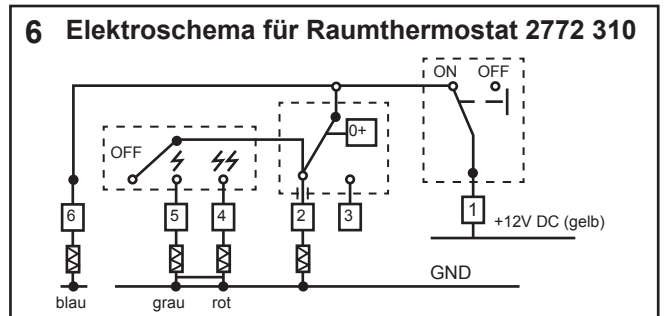 6 Elektroschema für Raumthermostat 2772 310
ON OFF
0+
OFF
6 5 4 2 3 1
+12V DC (gelb)
GND
blau grau rot